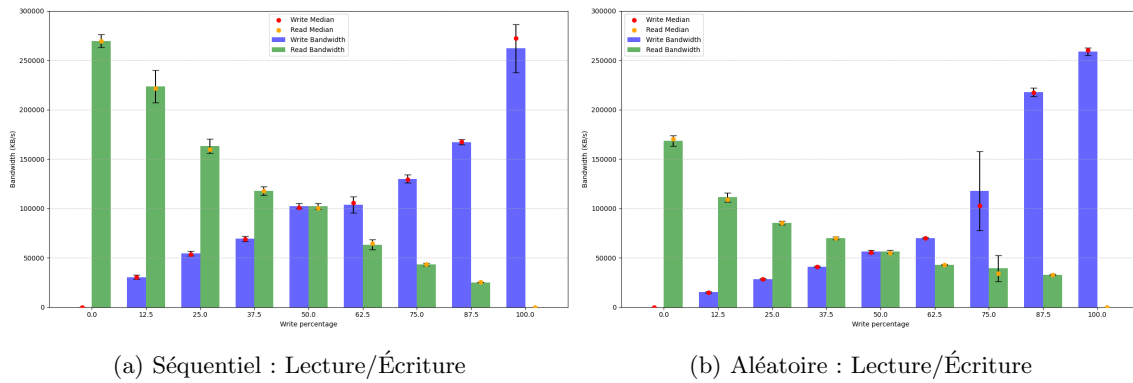 300000
250000
200000
150000
100000
50000
0
Bandwidth (KB/s)
Write Median
Read Median
Write Bandwidth
Read Bandwidth
0.0 12.5 25.0 37.5 50.0 62.5 75.0 87.5 100.0
Write percentage
(a) Séquentiel : Lecture/Écriture
300000
250000
200000
150000
100000
50000
0
Bandwidth (KB/s)
Write Median
Read Median
Write Bandwidth
Read Bandwidth
0.0 12.5 25.0 37.5 50.0 62.5 75.0 87.5 100.0
Write percentage
(b) Aléatoire : Lecture/Écriture